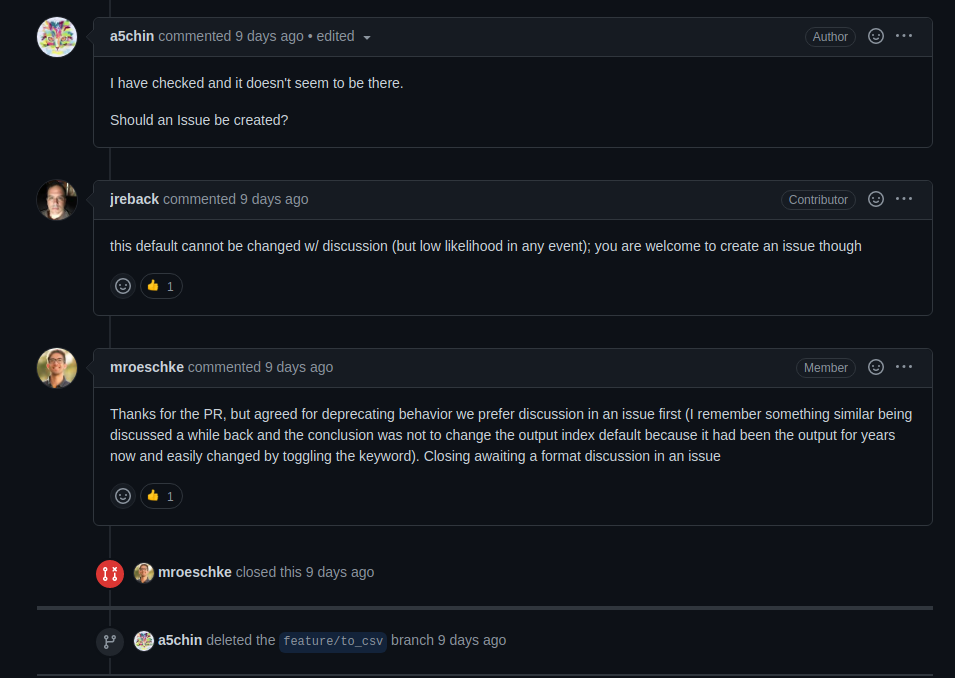 a5chin commented 9 days ago • edited
Author
I have checked and it doesn't seem to be there.
Should an Issue be created?
jreback commented 9 days ago
Contributor
this default cannot be changed w/ discussion (but low likelihood in any event); you are welcome to create an issue though
1
mroeschke commented 9 days ago
Member
Thanks for the PR, but agreed for deprecating behavior we prefer discussion in an issue first (I remember something similar being
discussed a while back and the conclusion was not to change the output index default because it had been the output for years
now and easily changed by toggling the keyword). Closing awaiting a format discussion in an issue
1
mroeschke closed this 9 days ago
a5chin deleted the feature/to_csv branch 9 days ago